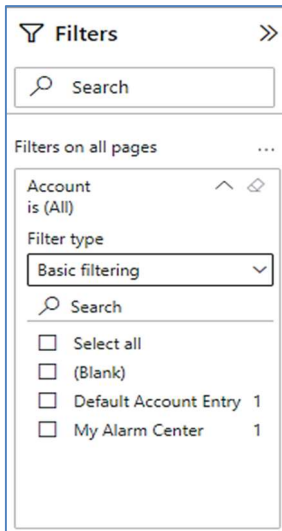 Filters
Search
Filters on all pages
Account
is (All)
Filter type
Basic filtering
Search
Select all
(Blank)
Default Account Entry 1
My Alarm Center 1